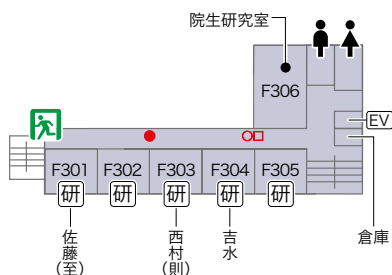 院生研究室
F306
EV
F301
F302
F303
F304
F305
研
研
研
研
研
佐藤(至)
西村(則)
吉水
倉庫